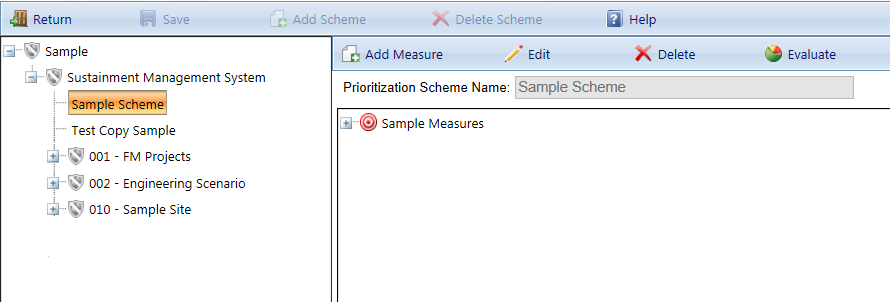 Return Save Add Scheme Delete Scheme Help
Sample
Sustainment Management System
Sample Scheme
Test Copy Sample
001 - FM Projects
002 - Engineering Scenario
010 - Sample Site
Add Measure Edit Delete Evaluate
Prioritization Scheme Name: Sample Scheme
Sample Measures